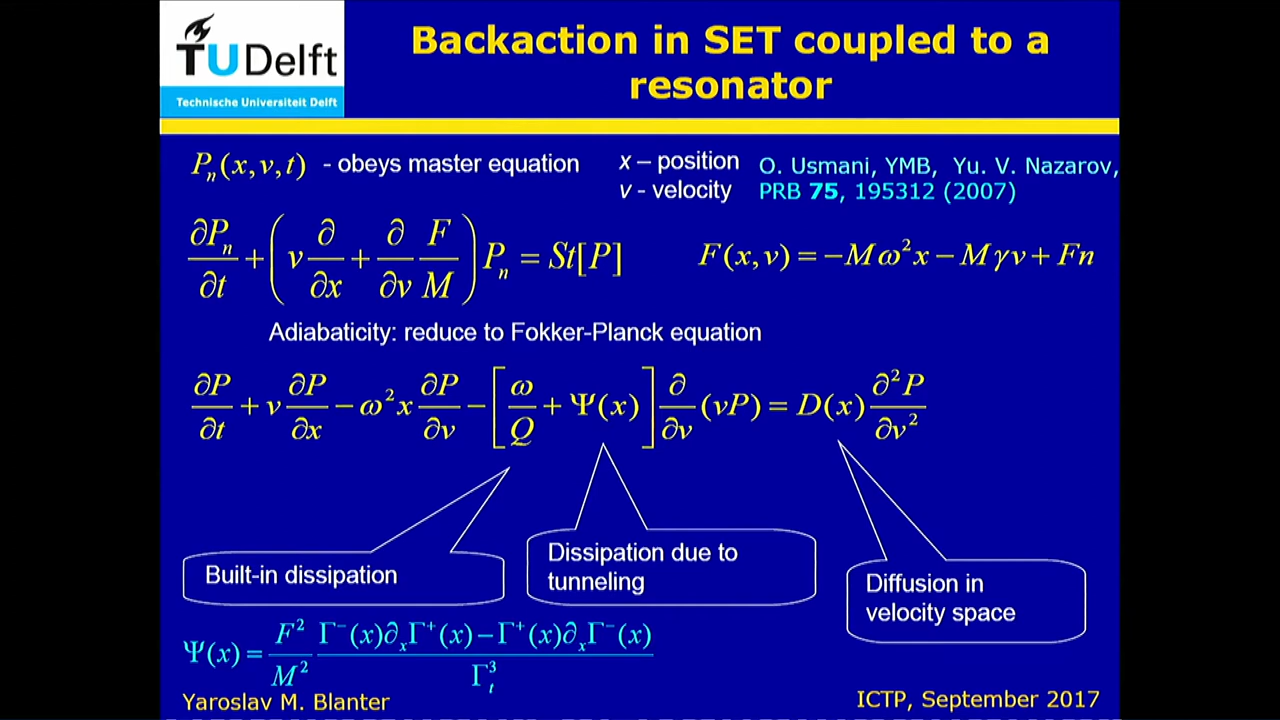 TU Delft
Technische Universiteit Delft
Backaction in SET coupled to a
resonator
Pₙ(x,v,t) - obeys master equation
x – position
v - velocity
O. Usmani, YMB, Yu. V. Nazarov,
PRB 75, 195312 (2007)
∂Pₙ/∂t + (v ∂/∂x + ∂/∂v F/M) Pₙ = St[P]
F(x,v) = −Mω²x − Mγv + Fn
Adiabaticity: reduce to Fokker-Planck equation
∂P/∂t + v ∂P/∂x − ω²x ∂P/∂v − [ω/Q + Ψ(x)] ∂/∂v (vP) = D(x) ∂²P/∂v²
Built-in dissipation
Dissipation due to
tunneling
Diffusion in
velocity space
Ψ(x) = F²/M² (Γ⁻(x)∂ₓΓ⁺(x) − Γ⁺(x)∂ₓΓ⁻(x))/Γₜ³
Yaroslav M. Blanter
ICTP, September 2017